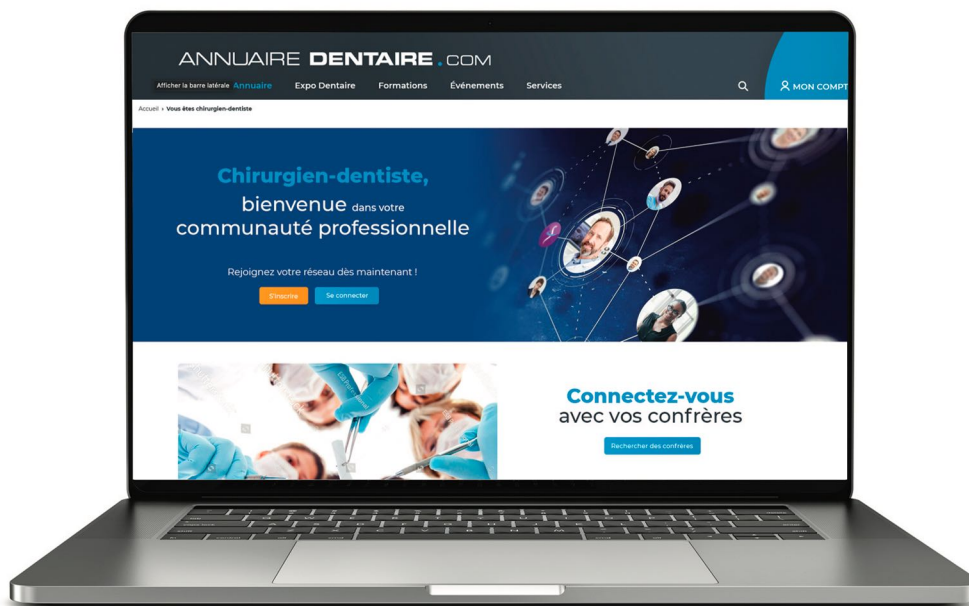 ANNUAIRE DENTAIRE.COM
Afficher la barre latérale Annuaire Expo Dentaire Formations Événements Services MON COMPT
Accueil › Vous êtes chirurgien-dentiste
Chirurgien-dentiste,
bienvenue dans votre
communauté professionnelle
Rejoignez votre réseau dès maintenant !
S'inscrire Se connecter
Connectez-vous
avec vos confrères
Rechercher des confrères